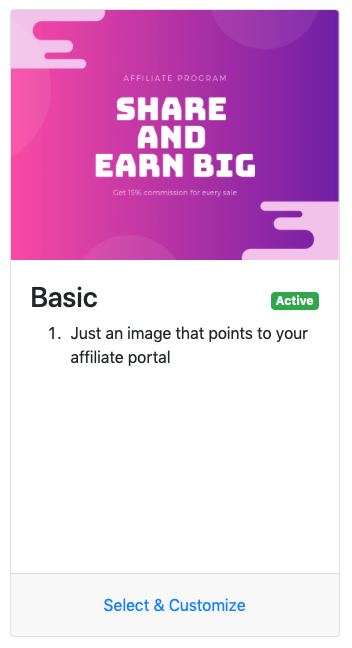 AFFILIATE PROGRAM
SHARE
AND
EARN BIG
Get 15% commission for every sale
Basic
Active
1. Just an image that points to your
affiliate portal
Select & Customize